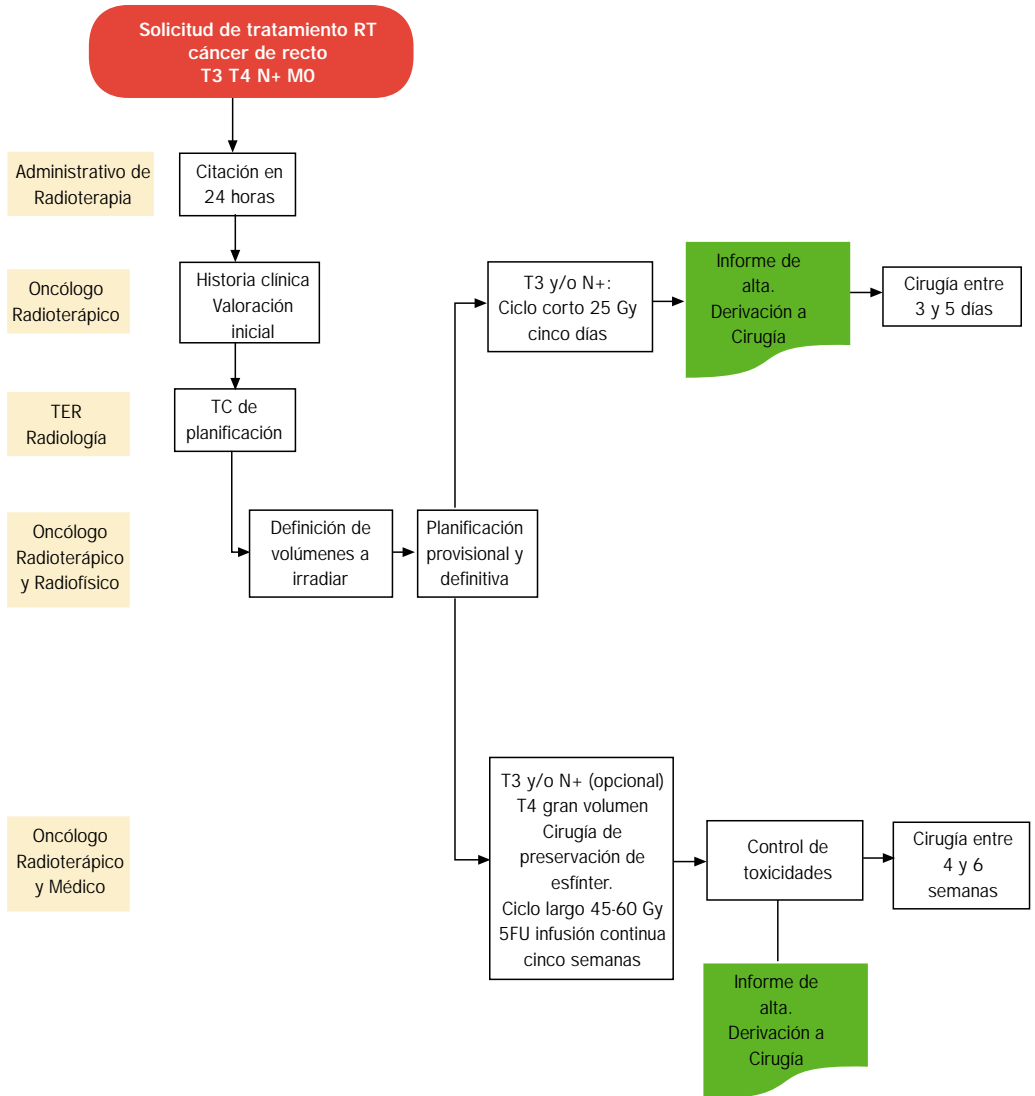 Solicitud de tratamiento RT
cáncer de recto
T3 T4 N+ M0
Administrativo de
Radioterapia
Citación en
24 horas
Oncólogo
Radioterápico
Historia clínica
Valoración
inicial
T3 y/o N+:
Ciclo corto 25 Gy
cinco días
Informe de
alta.
Derivación a
Cirugía
Cirugía entre
3 y 5 días
TER
Radiología
TC de
planificación
Oncólogo
Radioterápico
y Radiofísico
Definición de
volúmenes a
irradiar
Planificación
provisional y
definitiva
Oncólogo
Radioterápico
y Médico
T3 y/o N+ (opcional)
T4 gran volumen
Cirugía de
preservación de
esfínter.
Ciclo largo 45-60 Gy
5FU infusión continua
cinco semanas
Control de
toxicidades
Cirugía entre
4 y 6
semanas
Informe de
alta.
Derivación a
Cirugía